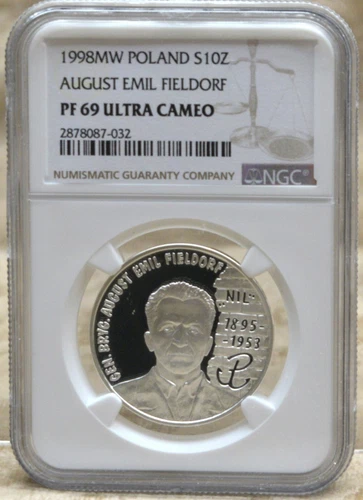 1998MW POLAND S10Z
AUGUST EMIL FIELDORF
PF 69 ULTRA CAMEO
2878087-032
NUMISMATIC GUARANTY COMPANY
NGC
GEN. BRYG. AUGUST EMIL FIELDORF
"NIL"
1895-
-1953